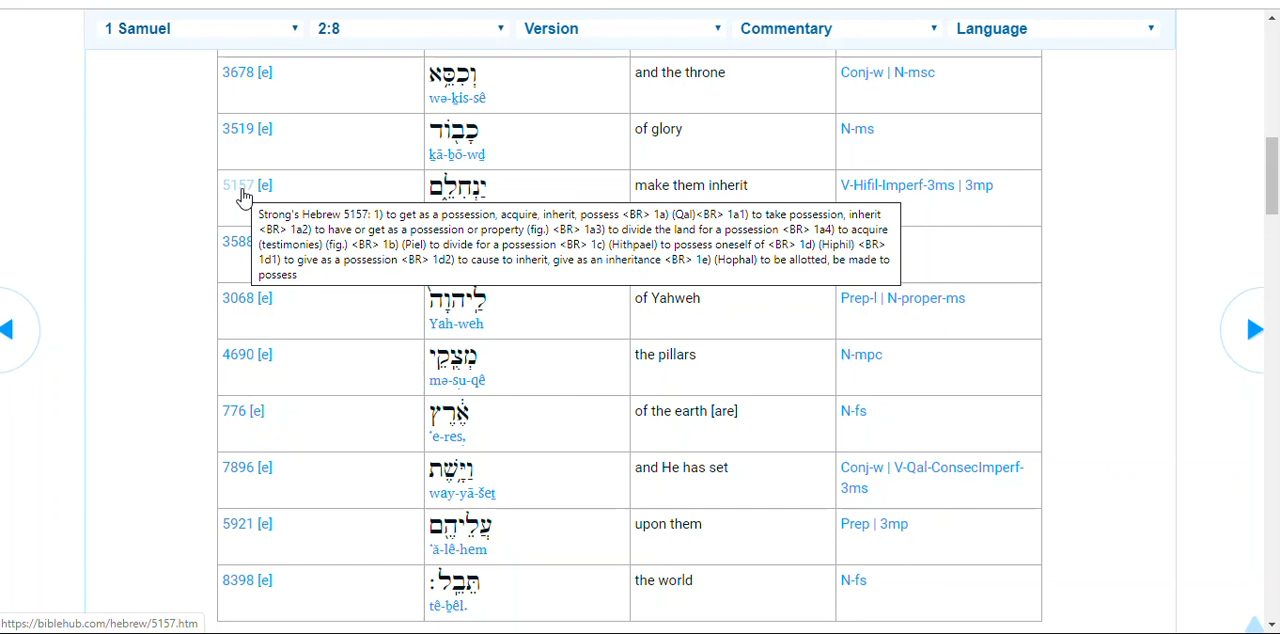 1 Samuel ▾ 2:8 ▾ Version ▾ Commentary ▾ Language ▾
3678 [e] וְכִסֵּ֥א and the throne Conj-w | N-msc
wə-ḵis-sê
3519 [e] כָב֖וֹד of glory N-ms
ḵā-ḇō-wḏ
5157 [e] יַנְחִלֵ֑ם make them inherit V-Hifil-Imperf-3ms | 3mp
Strong's Hebrew 5157: 1) to get as a possession, acquire, inherit, possess <BR> 1a) (Qal)<BR> 1a1) to take possession, inherit
<BR> 1a2) to have or get as a possession or property (fig.) <BR> 1a3) to divide the land for a possession <BR> 1a4) to acquire
(testimonies) (fig.) <BR> 1b) (Piel) to divide for a possession <BR> 1c) (Hithpael) to possess oneself of <BR> 1d) (Hiphil) <BR>
1d1) to give as a possession <BR> 1d2) to cause to inherit, give as an inheritance <BR> 1e) (Hophal) to be allotted, be made to
possess
3588
3068 [e] לַֽיהוָה֙ of Yahweh Prep-l | N-proper-ms
Yah-weh
4690 [e] מְצֻ֣קֵי the pillars N-mpc
mə-ṣu-qê
776 [e] אֶ֔רֶץ of the earth [are] N-fs
’e-reṣ,
7896 [e] וַיָּ֥שֶׁת and He has set Conj-w | V-Qal-ConsecImperf-
3ms
way-yā-šeṯ
5921 [e] עֲלֵיהֶ֖ם upon them Prep | 3mp
‘ă-lê-hem
8398 [e] תֵּבֵֽל׃ the world N-fs
tê-ḇêl.
https://biblehub.com/hebrew/5157.htm